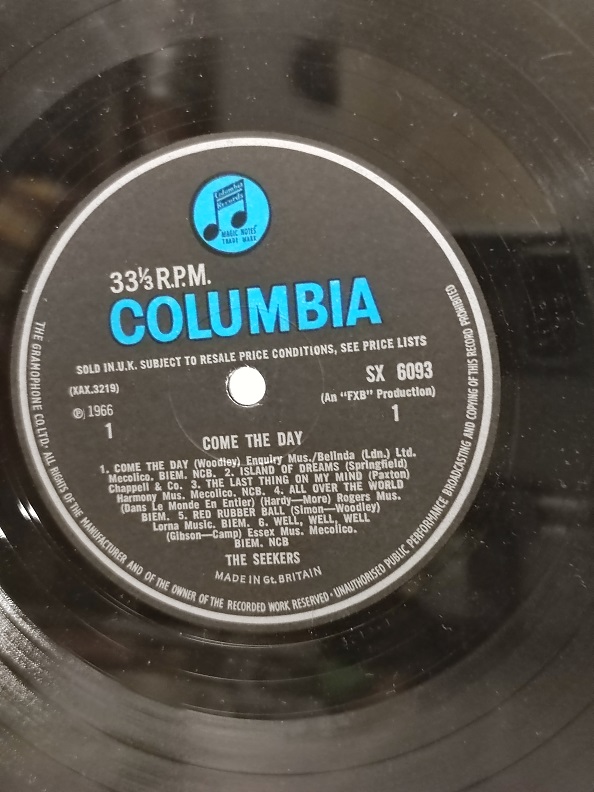 Columbia
Records
MAGIC NOTES
TRADE MARK
33⅓ R.P.M.
COLUMBIA
SOLD IN U.K. SUBJECT TO RESALE PRICE CONDITIONS, SEE PRICE LISTS
(XAX.3219)
SX 6093
℗ 1966
(An "FXB" Production)
1
1
COME THE DAY
1. COME THE DAY (Woodley) Enquiry Mus./Belinda (Ldn.) Ltd.
Mecolico. BIEM. NCB. 2. ISLAND OF DREAMS (Springfield)
Chappell & Co. 3. THE LAST THING ON MY MIND (Paxton)
Harmony Mus. Mecolico. NCB. 4. ALL OVER THE WORLD
(Dans Le Monde En Entier) (Hardy—More) Rogers Mus.
BIEM. 5. RED RUBBER BALL (Simon—Woodley)
Lorna Music. BIEM. 6. WELL, WELL, WELL
(Gibson—Camp) Essex Mus. Mecolico.
BIEM. NCB
THE SEEKERS
MADE IN Gt. BRITAIN
THE GRAMOPHONE CO. LTD. ALL RIGHTS OF THE MANUFACTURER AND OF THE OWNER OF THE RECORDED WORK RESERVED · UNAUTHORISED PUBLIC PERFORMANCE BROADCASTING AND COPYING OF THIS RECORD PROHIBITED